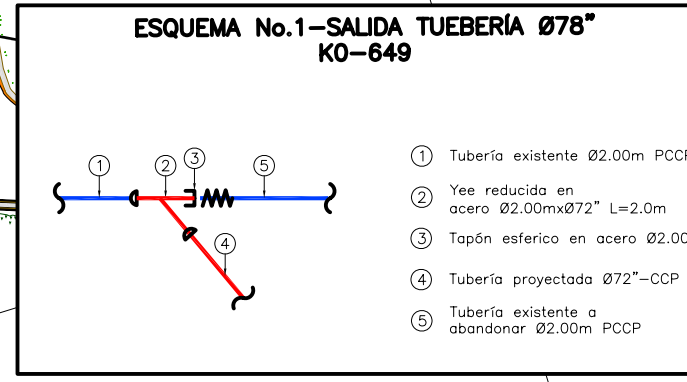 ESQUEMA No.1-SALIDA TUEBERÍA Ø78"
K0-649
1
2
3
5
4
1 Tubería existente Ø2.00m PCCP
2 Yee reducida en
acero Ø2.00mxØ72" L=2.0m
3 Tapón esferico en acero Ø2.00
4 Tubería proyectada Ø72"-CCP
5 Tubería existente a
abandonar Ø2.00m PCCP